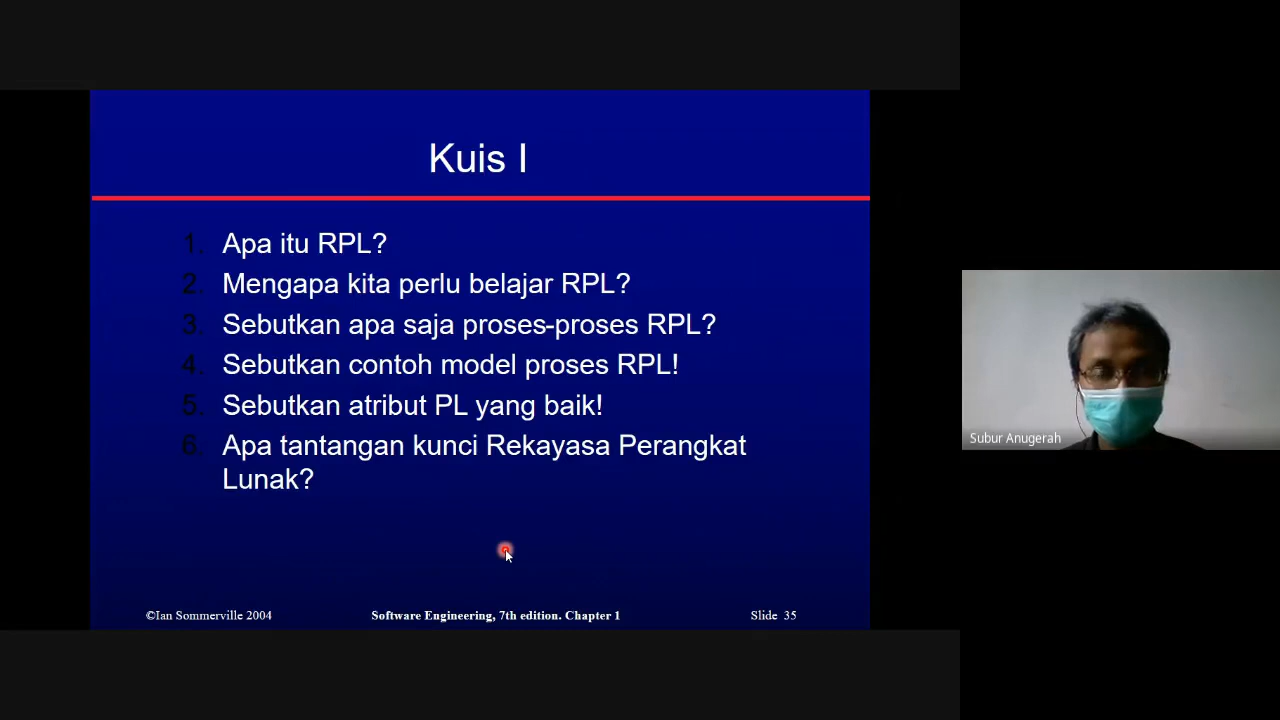 Kuis I
1. Apa itu RPL?
2. Mengapa kita perlu belajar RPL?
3. Sebutkan apa saja proses-proses RPL?
4. Sebutkan contoh model proses RPL!
5. Sebutkan atribut PL yang baik!
6. Apa tantangan kunci Rekayasa Perangkat
Lunak?
©Ian Sommerville 2004
Software Engineering, 7th edition. Chapter 1
Slide 35
Subur Anugerah